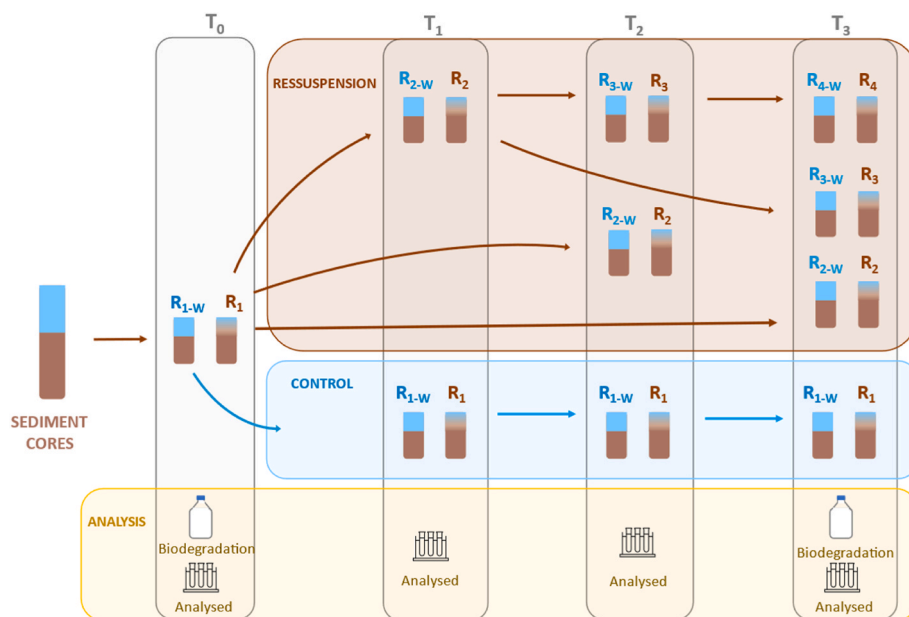 T0 T1 T2 T3
RESSUSPENSION
R2-W R2 R3-W R3 R4-W R4
R3-W R3
R2-W R2
R2-W R2
R1-W R1
SEDIMENT
CORES
CONTROL
R1-W R1 R1-W R1 R1-W R1
ANALYSIS
Biodegradation Biodegradation
Analysed Analysed Analysed Analysed